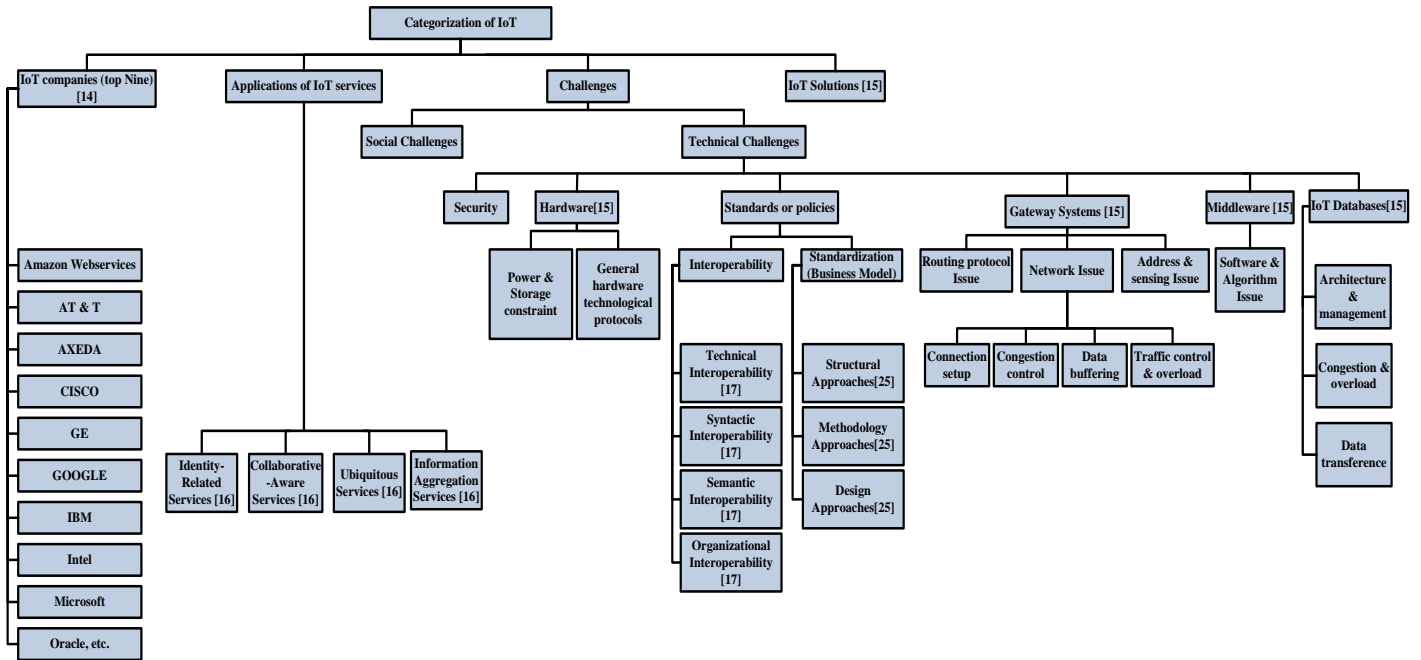 Categorization of IoT
IoT companies (top Nine)
[14]
Applications of IoT services
Challenges
IoT Solutions [15]
Social Challenges
Technical Challenges
Security
Hardware[15]
Standards or policies
Gateway Systems [15]
Middleware [15]
IoT Databases[15]
Power &
Storage
constraint
General
hardware
technological
protocols
Interoperability
Standardization
(Business Model)
Routing protocol
Issue
Network Issue
Address &
sensing Issue
Software &
Algorithm
Issue
Architecture
&
management
Congestion &
overload
Data
transference
Connection
setup
Congestion
control
Data
buffering
Traffic control
& overload
Technical
Interoperability
[17]
Syntactic
Interoperability
[17]
Semantic
Interoperability
[17]
Organizational
Interoperability
[17]
Structural
Approaches[25]
Methodology
Approaches[25]
Design
Approaches[25]
Identity-
Related
Services [16]
Collaborative
-Aware
Services [16]
Ubiquitous
Services [16]
Information
Aggregation
Services [16]
Amazon Webservices
AT & T
AXEDA
CISCO
GE
GOOGLE
IBM
Intel
Microsoft
Oracle, etc.